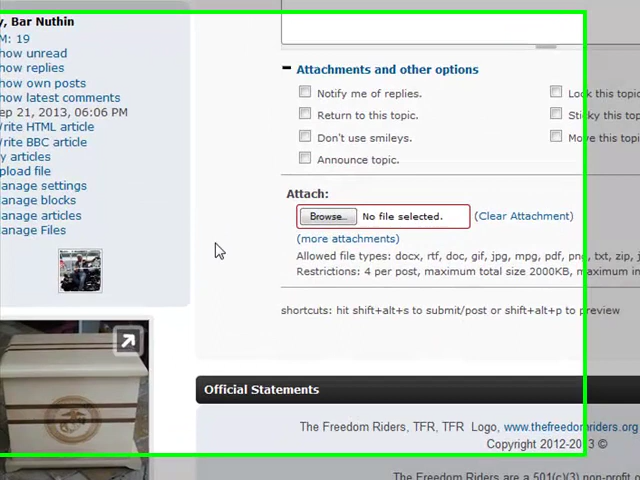 y, Bar Nuthin
M: 19
how unread
how replies
how own posts
how latest comments
ep 21, 2013, 06:06 PM
rite HTML article
rite BBC article
y articles
pload file
anage settings
anage blocks
anage articles
anage Files
Attachments and other options
Notify me of replies.
Lock this topic
Return to this topic.
Sticky this top
Don't use smileys.
Move this topi
Announce topic.
Attach:
Browse... No file selected. (Clear Attachment)
(more attachments)
Allowed file types: docx, rtf, doc, gif, jpg, mpg, pdf, png, txt, zip, j
Restrictions: 4 per post, maximum total size 2000KB, maximum in
shortcuts: hit shift+alt+s to submit/post or shift+alt+p to preview
Official Statements
The Freedom Riders, TFR, TFR Logo, www.thefreedomriders.org
Copyright 2012-2013 ©
The Freedom Riders are a 501(c)(3) non-profit o